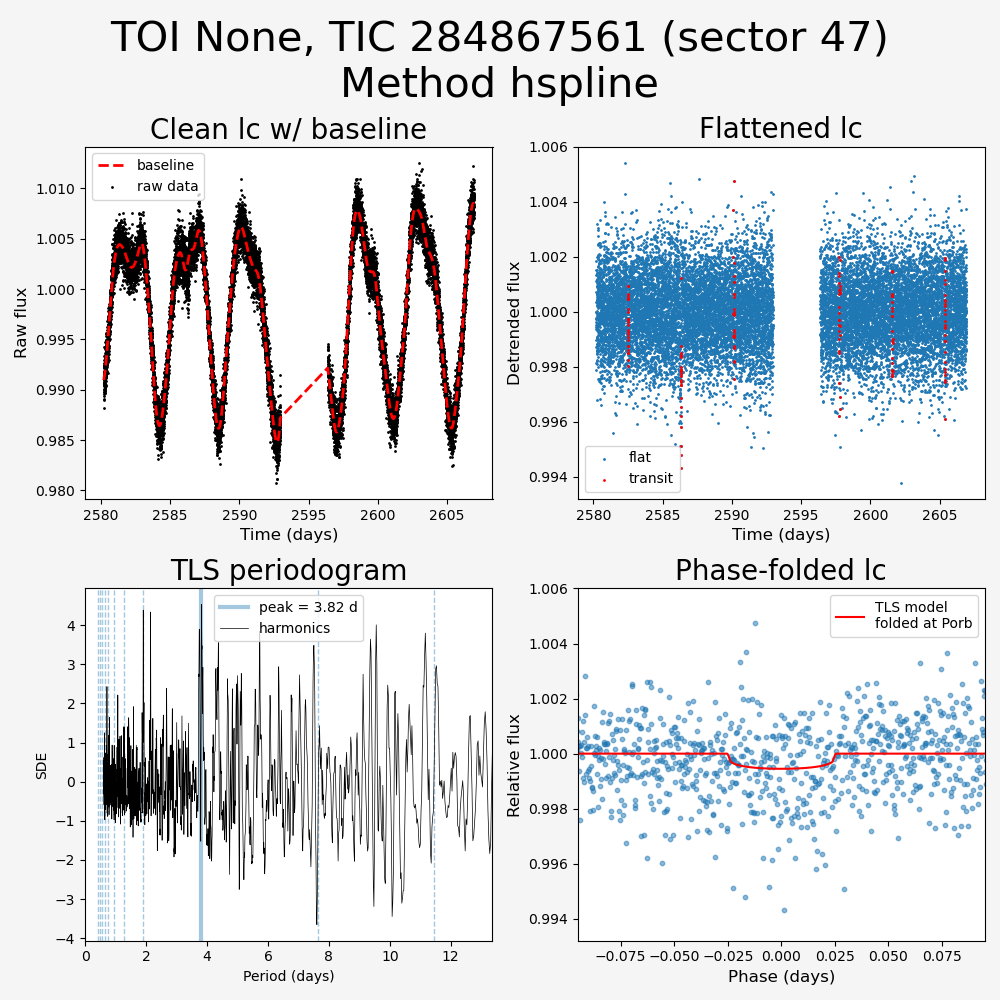 TOI None, TIC 284867561 (sector 47)
Method hspline
Clean lc w/ baseline
baseline
raw data
Raw flux
1.010
1.005
1.000
0.995
0.990
0.985
0.980
2580 2585 2590 2595 2600 2605
Time (days)
Flattened lc
Detrended flux
1.006
1.004
1.002
1.000
0.998
0.996
0.994
flat
transit
2580 2585 2590 2595 2600 2605
Time (days)
TLS periodogram
peak = 3.82 d
harmonics
SDE
4
3
2
1
0
−1
−2
−3
−4
0 2 4 6 8 10 12
Period (days)
Phase-folded lc
TLS model
folded at Porb
Relative flux
1.006
1.004
1.002
1.000
0.998
0.996
0.994
−0.075 −0.050 −0.025 0.000 0.025 0.050 0.075
Phase (days)